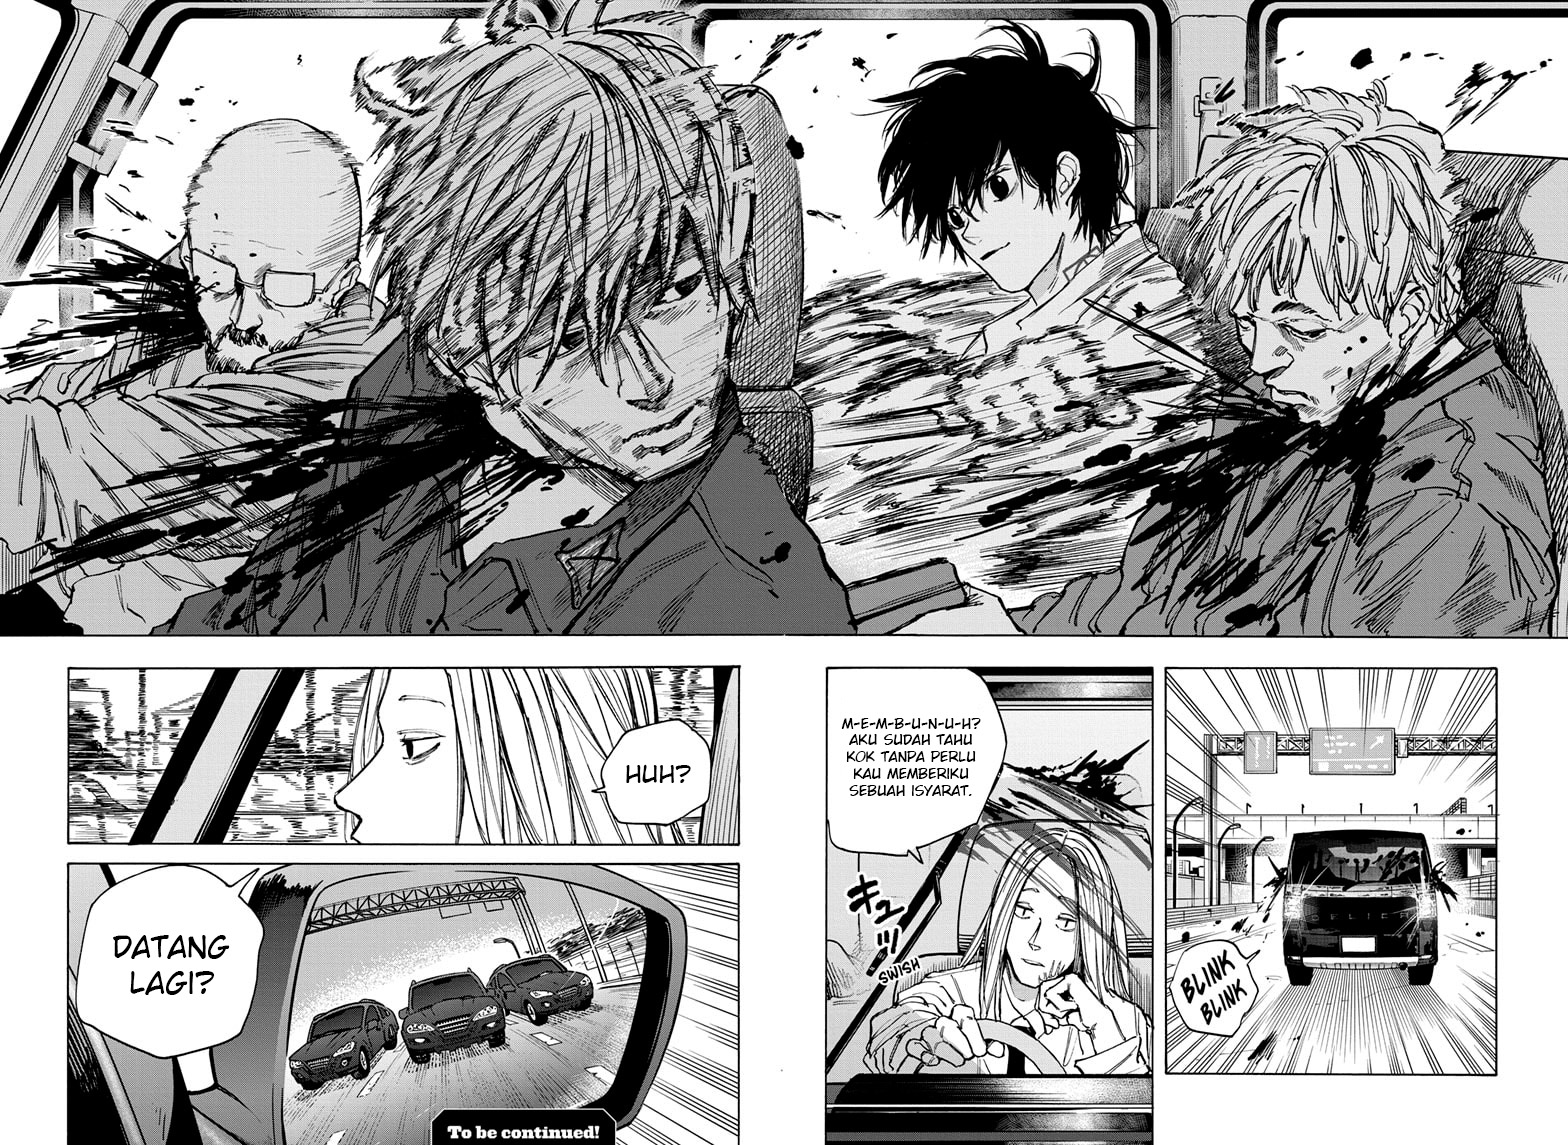 BLINK
BLINK
M-E-M-B-U-N-U-H?
AKU SUDAH TAHU
KOK TANPA PERLU
KAU MEMBERIKU
SEBUAH ISYARAT.
キュッ
SWISH
HUH?
DATANG
LAGI?
To be continued!